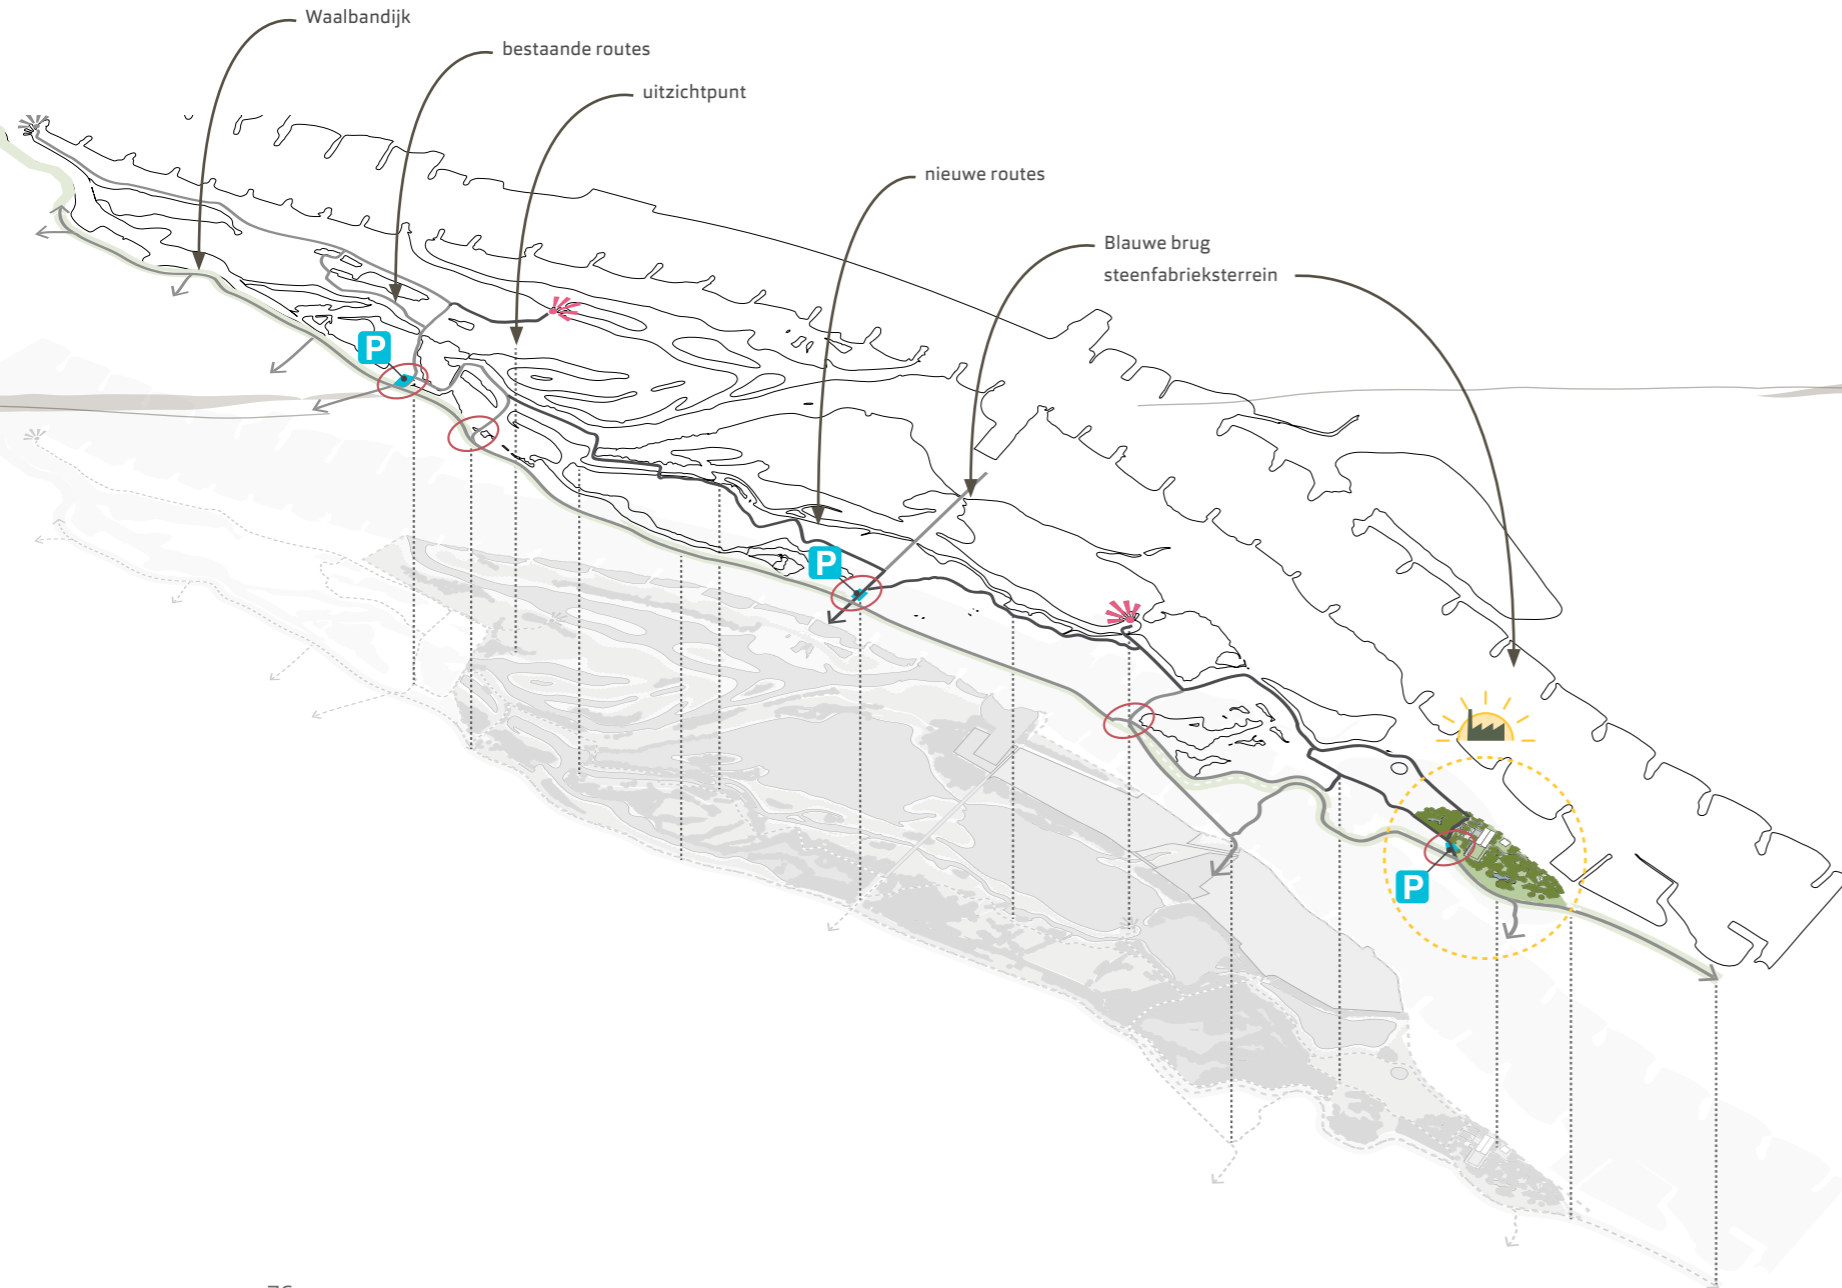 Waalbandijk
bestaande routes
uitzichtpunt
nieuwe routes
Blauwe brug
steenfabrieksterrein
P
P
P